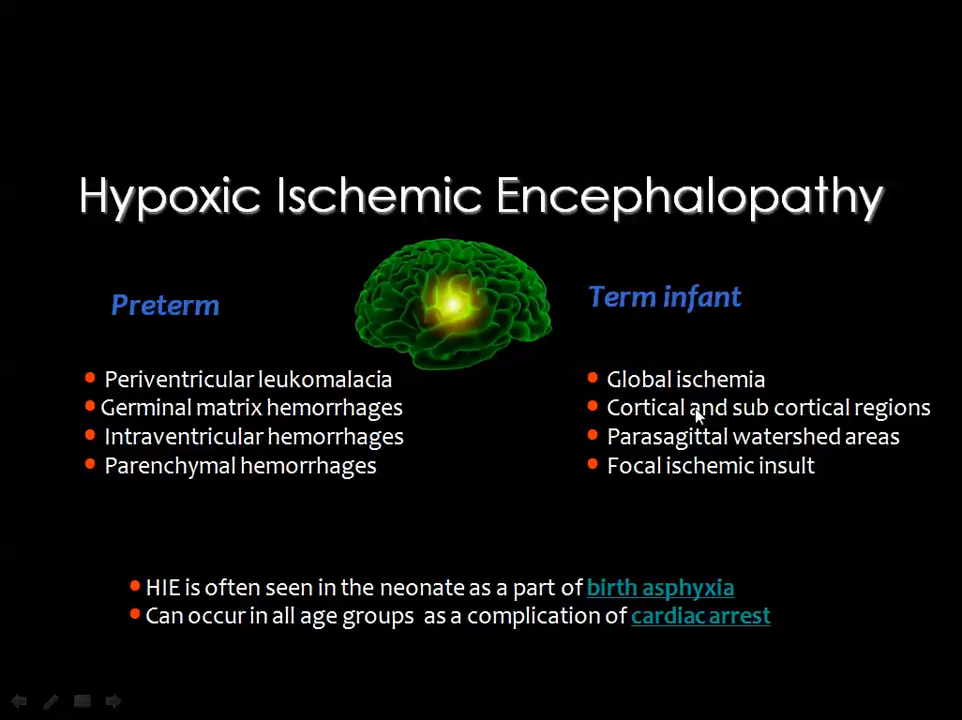 Hypoxic Ischemic Encephalopathy
Preterm
Periventricular leukomalacia
Germinal matrix hemorrhages
Intraventricular hemorrhages
Parenchymal hemorrhages
Term infant
Global ischemia
Cortical and sub cortical regions
Parasagittal watershed areas
Focal ischemic insult
HIE is often seen in the neonate as a part of birth asphyxia
Can occur in all age groups as a complication of cardiac arrest